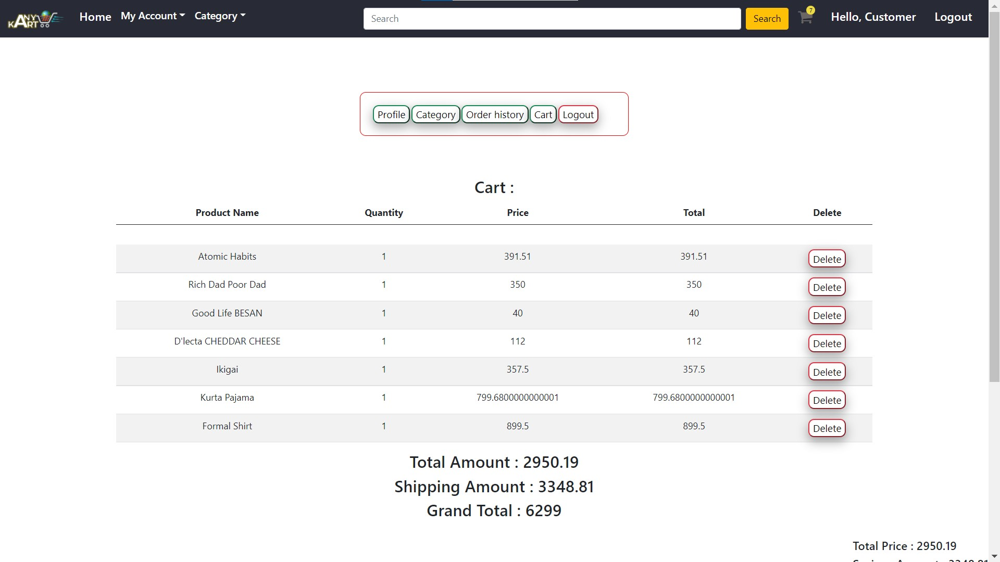 ANY KART Home My Account Category Search Search 7 Hello, Customer Logout
Profile Category Order history Cart Logout
Cart :
Product Name Quantity Price Total Delete
Atomic Habits 1 391.51 391.51 Delete
Rich Dad Poor Dad 1 350 350 Delete
Good Life BESAN 1 40 40 Delete
D'lecta CHEDDAR CHEESE 1 112 112 Delete
Ikigai 1 357.5 357.5 Delete
Kurta Pajama 1 799.6800000000001 799.6800000000001 Delete
Formal Shirt 1 899.5 899.5 Delete
Total Amount : 2950.19
Shipping Amount : 3348.81
Grand Total : 6299
Total Price : 2950.19